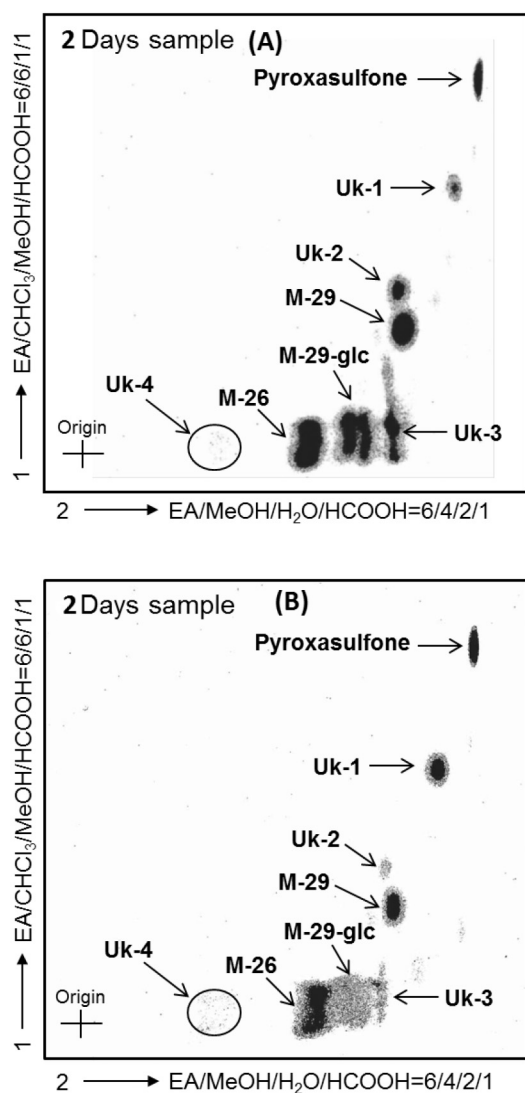 2 Days sample (A)
Pyroxasulfone
Uk-1
Uk-2
M-29
M-29-glc
Uk-4
M-26
Origin
Uk-3
1 EA/CHCl₃/MeOH/HCOOH=6/6/1/1
2 EA/MeOH/H₂O/HCOOH=6/4/2/1
2 Days sample (B)
Pyroxasulfone
Uk-1
Uk-2
M-29
M-29-glc
Uk-4
M-26
Origin
Uk-3
1 EA/CHCl₃/MeOH/HCOOH=6/6/1/1
2 EA/MeOH/H₂O/HCOOH=6/4/2/1